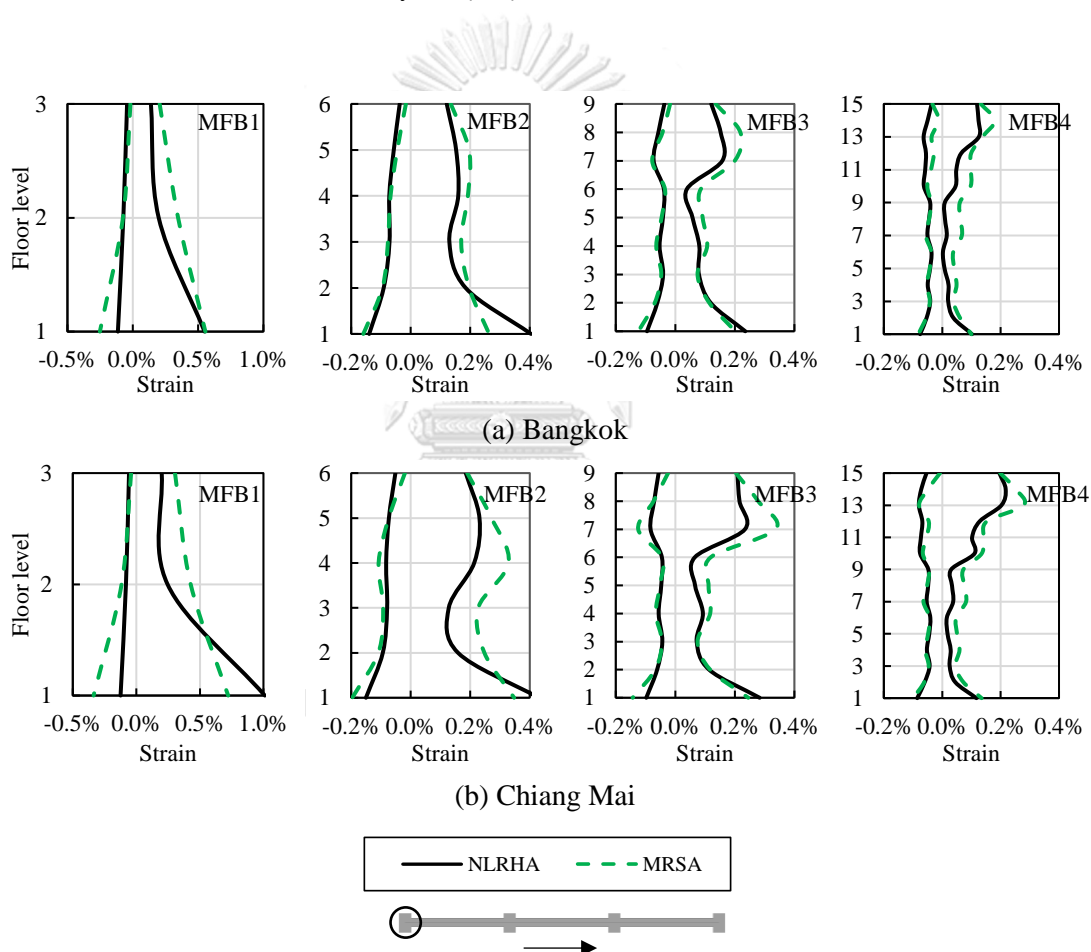 3 MFB1 2 1 Floor level -0.5% 0.0% 0.5% 1.0% Strain
6 MFB2 5 4 3 2 1 -0.2% 0.0% 0.2% 0.4% Strain
9 MFB3 8 7 6 5 4 3 2 1 -0.2% 0.0% 0.2% 0.4% Strain
15 MFB4 13 11 9 7 5 3 1 -0.2% 0.0% 0.2% 0.4% Strain
(a) Bangkok
3 MFB1 2 1 Floor level -0.5% 0.0% 0.5% 1.0% Strain
6 MFB2 5 4 3 2 1 -0.2% 0.0% 0.2% 0.4% Strain
9 MFB3 8 7 6 5 4 3 2 1 -0.2% 0.0% 0.2% 0.4% Strain
15 MFB4 13 11 9 7 5 3 1 -0.2% 0.0% 0.2% 0.4% Strain
(b) Chiang Mai
NLRHA MRSA